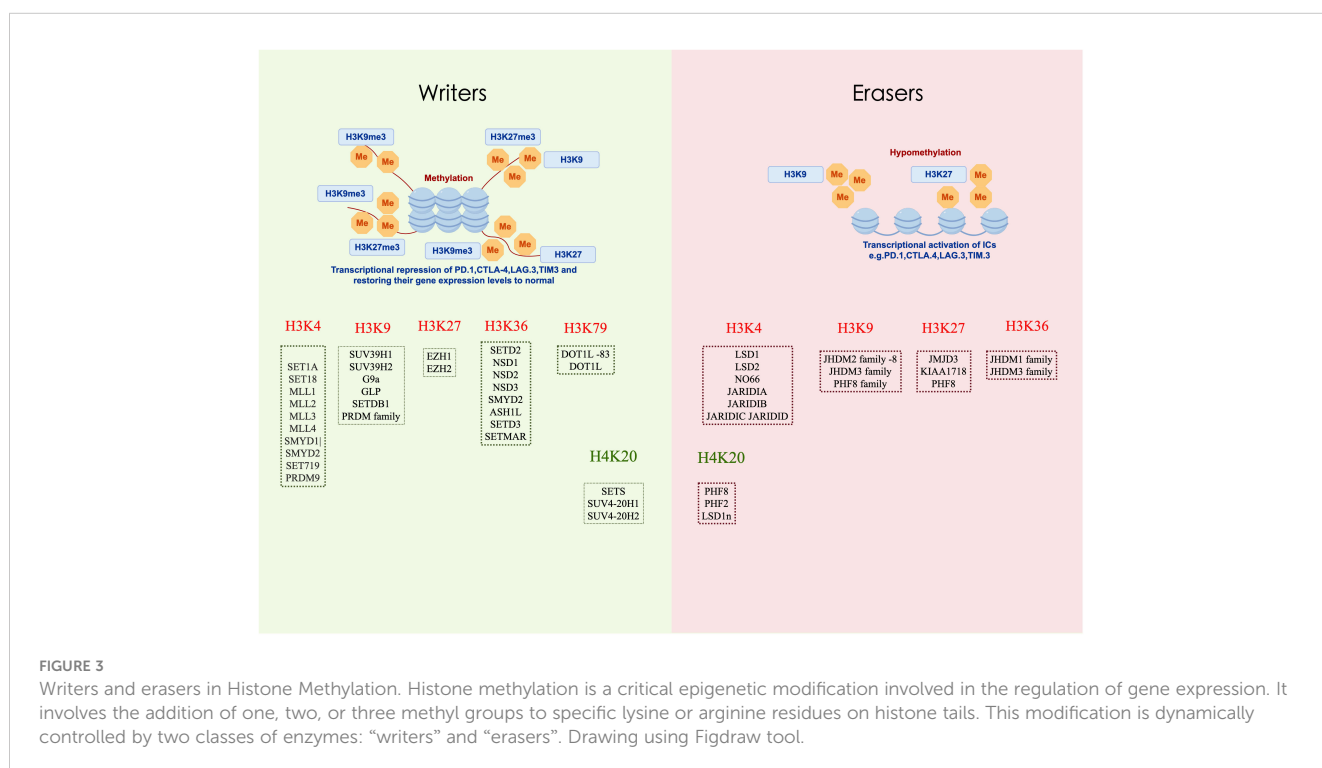 Writers
H3K9me3
Me
Me
H3K27me3
Me
Me
Me
H3K9
Methylation
H3K9me3
Me
Me
Me
H3K27me3
H3K9me3
Me
Me
Me
H3K27
Transcriptional repression of PD.1,CTLA-4,LAG.3,TIM3 and
restoring their gene expression levels to normal
H3K4
SET1A
SET18
MLL1
MLL2
MLL3
MLL4
SMYD1|
SMYD2
SET719
PRDM9
H3K9
SUV39H1
SUV39H2
G9a
GLP
SETDB1
PRDM family
H3K27
EZH1
EZH2
H3K36
SETD2
NSD1
NSD2
NSD3
SMYD2
ASH1L
SETD3
SETMAR
H3K79
DOT1L -83
DOT1L
H4K20
SETS
SUV4-20H1
SUV4-20H2
Erasers
Hypomethylation
H3K9
Me
Me
Me
H3K27
Me
Me
Me
Transcriptional activation of ICs
e.g.PD.1,CTLA.4,LAG.3,TIM.3
H3K4
LSD1
LSD2
NO66
JARIDIA
JARIDIB
JARIDIC JARIDID
H3K9
JHDM2 family -8
JHDM3 family
PHF8 family
H3K27
JMJD3
KIAA1718
PHF8
H3K36
JHDM1 family
JHDM3 family
H4K20
PHF8
PHF2
LSD1n
FIGURE 3
Writers and erasers in Histone Methylation. Histone methylation is a critical epigenetic modification involved in the regulation of gene expression. It
involves the addition of one, two, or three methyl groups to specific lysine or arginine residues on histone tails. This modification is dynamically
controlled by two classes of enzymes: “writers” and “erasers”. Drawing using Figdraw tool.